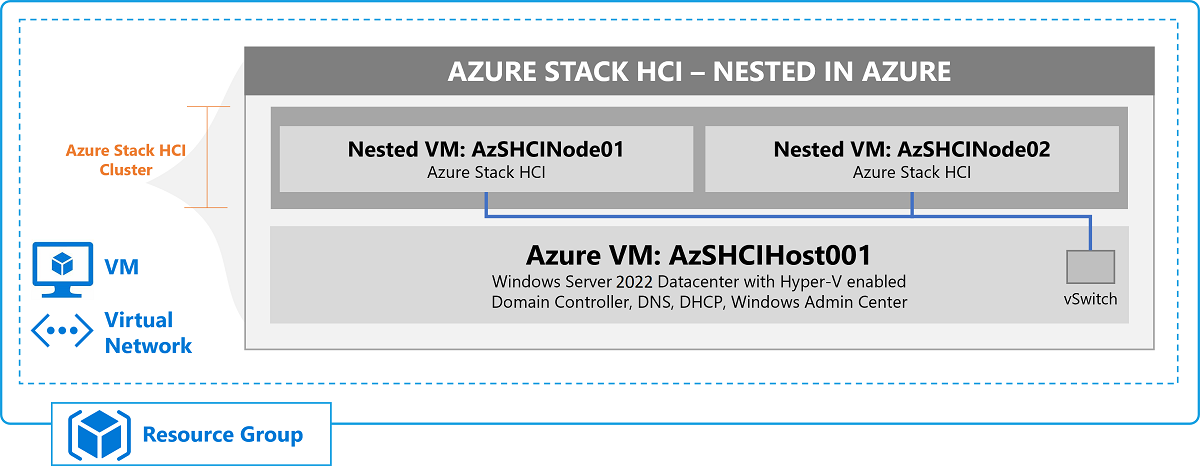 AZURE STACK HCI – NESTED IN AZURE
Azure Stack HCI
Cluster
Nested VM: AzSHCINode01
Azure Stack HCI
Nested VM: AzSHCINode02
Azure Stack HCI
Azure VM: AzSHCIHost001
Windows Server 2022 Datacenter with Hyper-V enabled
Domain Controller, DNS, DHCP, Windows Admin Center
vSwitch
VM
Virtual
Network
Resource Group